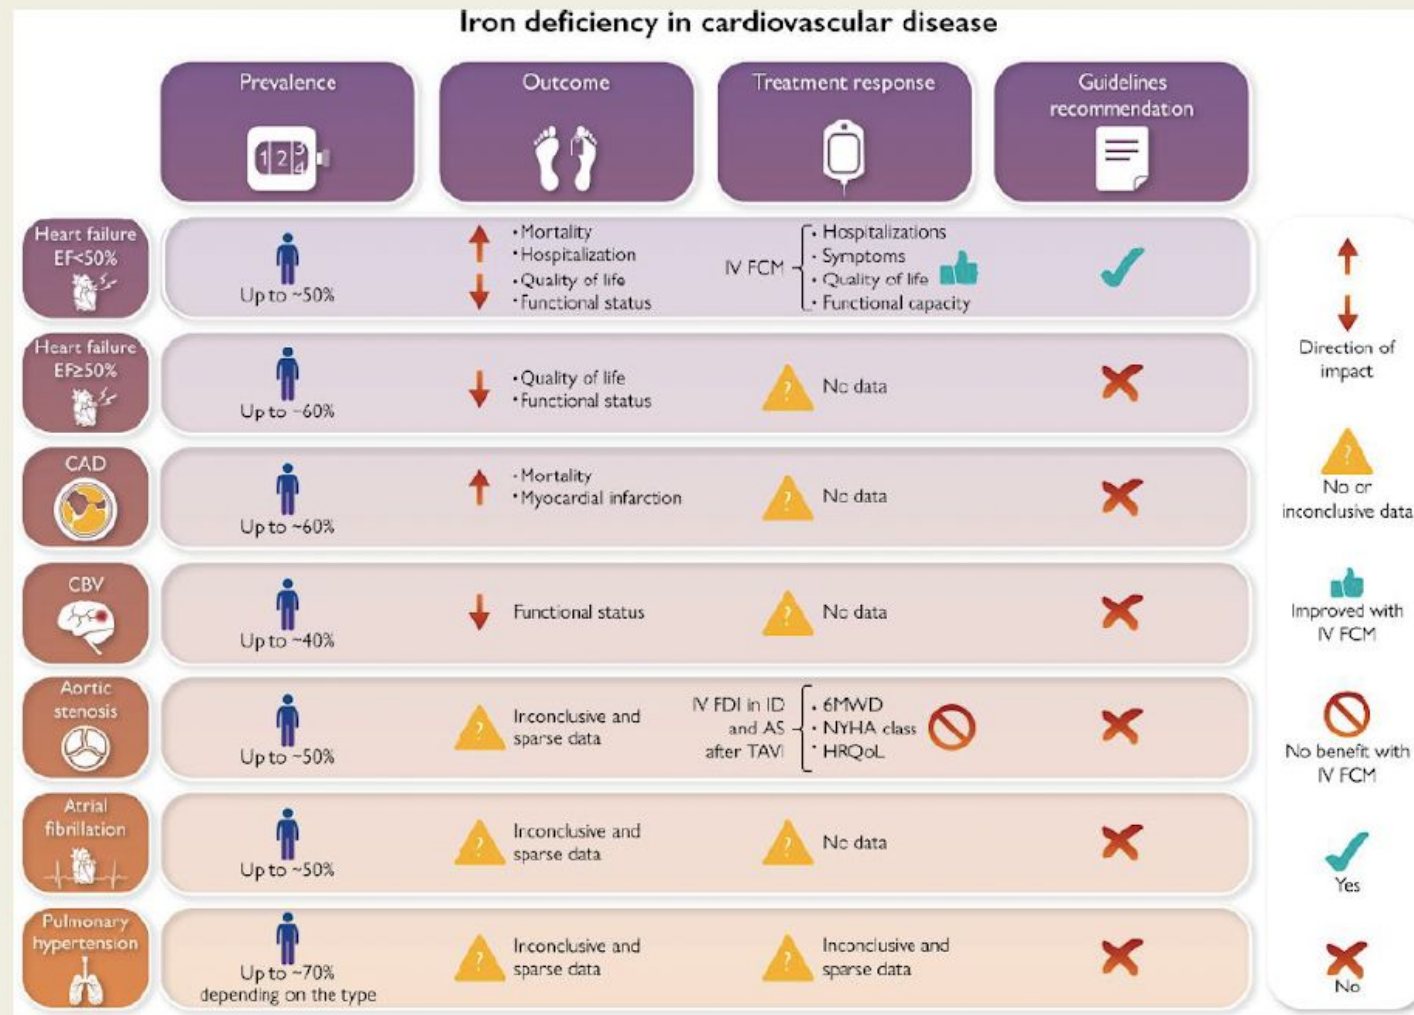 Iron deficiency in cardiovascular disease
Prevalence
1 2 3
4
Outcome
Treatment response
Guidelines
recommendation
Heart failure
EF<50%
Up to ~50%
• Mortality
• Hospitalization
• Quality of life
• Functional status
IV FCM
• Hospitalizations
• Symptoms
• Quality of life
• Functional capacity
Heart failure
EF≥50%
Up to ~60%
• Quality of life
• Functional status
?
No data
CAD
Up to ~60%
• Mortality
• Myocardial infarction
?
No data
CBV
Up to ~40%
Functional status
?
No data
Aortic
stenosis
Up to ~50%
?
Inconclusive and
sparse data
IV FDI in ID
and AS
after TAVI
• 6MWD
• NYHA class
• HRQoL
Atrial
fibrillation
Up to ~50%
?
Inconclusive and
sparse data
?
No data
Pulmonary
hypertension
Up to ~70%
depending on the type
?
Inconclusive and
sparse data
?
Inconclusive and
sparse data
Direction of
impact
?
No or
inconclusive data
Improved with
IV FCM
No benefit with
IV FCM
Yes
No